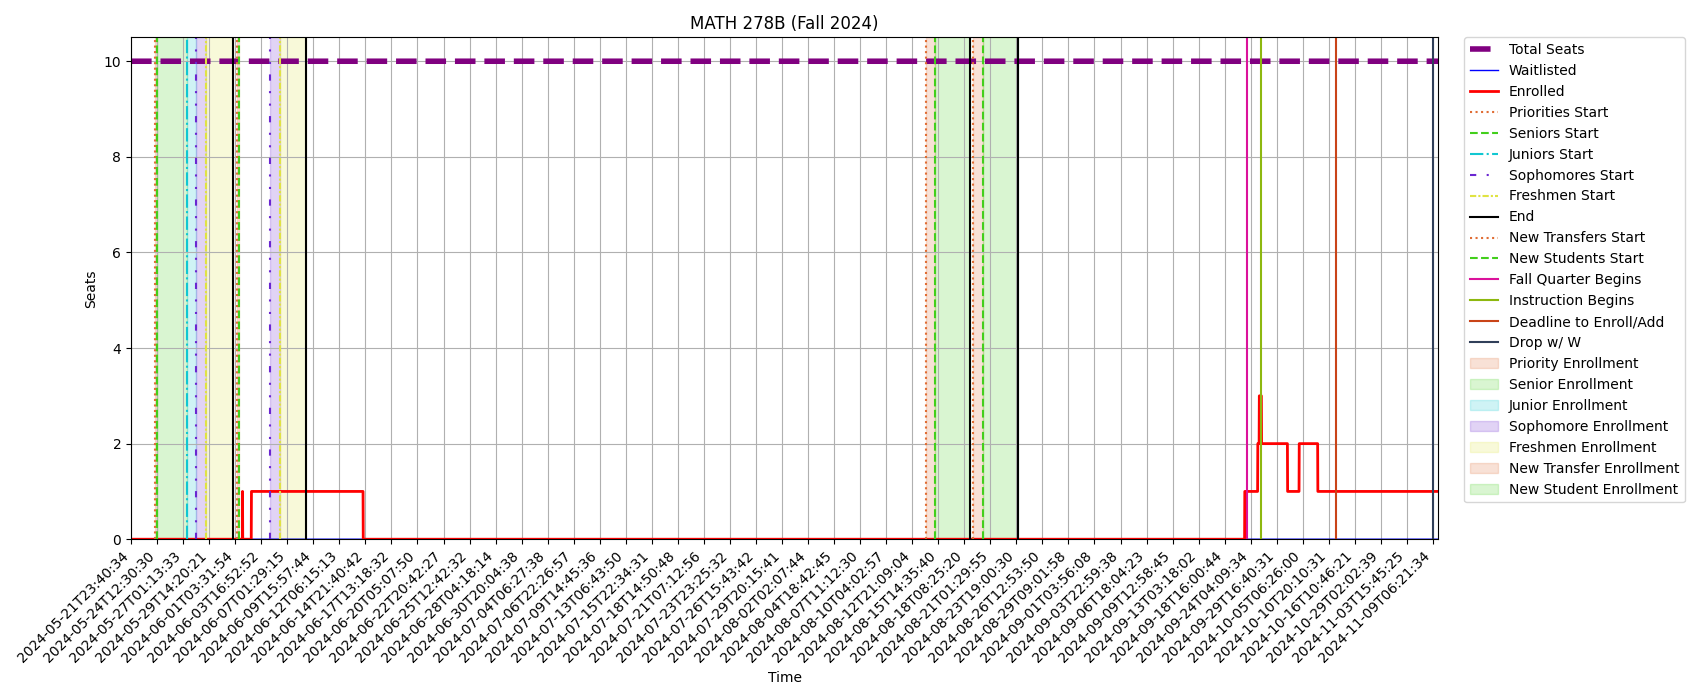 MATH 278B (Fall 2024)
10
8
6
4
2
0
Seats
2024-05-21T23:40:34
2024-05-24T12:30:30
2024-05-27T01:13:33
2024-05-29T14:20:21
2024-06-01T03:31:54
2024-06-03T16:52:52
2024-06-07T01:29:15
2024-06-09T15:57:44
2024-06-12T06:15:13
2024-06-14T21:40:42
2024-06-17T13:18:32
2024-06-20T05:07:50
2024-06-22T20:42:27
2024-06-25T12:42:32
2024-06-28T04:18:14
2024-06-30T20:04:38
2024-07-04T06:27:38
2024-07-06T22:26:57
2024-07-09T14:45:36
2024-07-13T06:43:50
2024-07-15T22:34:31
2024-07-18T14:50:48
2024-07-21T07:12:56
2024-07-23T23:25:32
2024-07-26T15:43:42
2024-07-29T20:15:41
2024-08-02T02:07:44
2024-08-04T18:42:45
2024-08-07T11:12:30
2024-08-10T04:02:57
2024-08-12T21:09:04
2024-08-15T14:35:40
2024-08-18T08:25:20
2024-08-21T01:29:55
2024-08-23T19:00:30
2024-08-26T12:53:50
2024-08-29T09:01:58
2024-09-01T03:56:08
2024-09-03T22:59:38
2024-09-06T18:04:23
2024-09-09T12:58:45
2024-09-13T03:18:02
2024-09-18T16:00:44
2024-09-24T04:09:34
2024-09-29T16:40:31
2024-10-05T06:26:00
2024-10-10T20:10:31
2024-10-16T10:46:21
2024-10-29T02:02:39
2024-11-03T15:45:25
2024-11-09T06:21:34
Time
Total Seats
Waitlisted
Enrolled
Priorities Start
Seniors Start
Juniors Start
Sophomores Start
Freshmen Start
End
New Transfers Start
New Students Start
Fall Quarter Begins
Instruction Begins
Deadline to Enroll/Add
Drop w/ W
Priority Enrollment
Senior Enrollment
Junior Enrollment
Sophomore Enrollment
Freshmen Enrollment
New Transfer Enrollment
New Student Enrollment